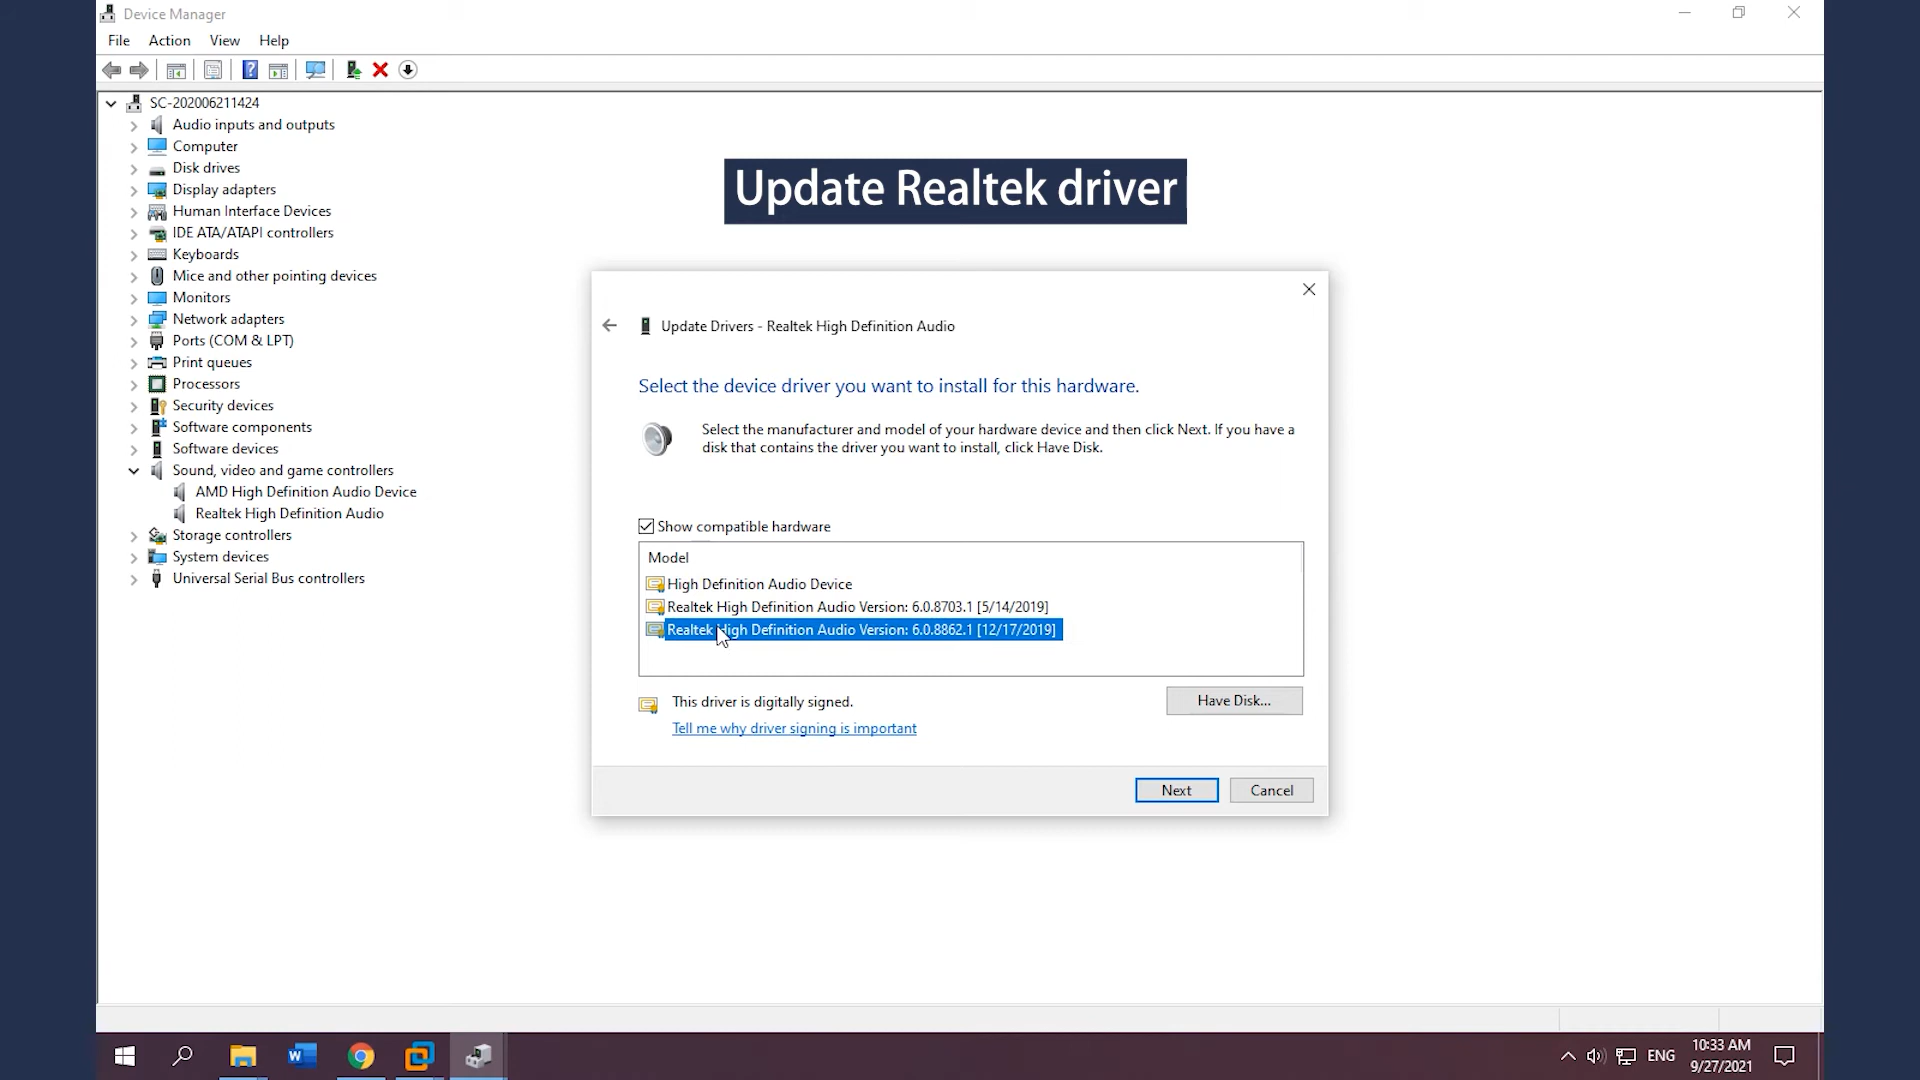 Device Manager
File Action View Help
SC-202006211424
Audio inputs and outputs
Computer
Disk drives
Display adapters
Human Interface Devices
IDE ATA/ATAPI controllers
Keyboards
Mice and other pointing devices
Monitors
Network adapters
Ports (COM & LPT)
Print queues
Processors
Security devices
Software components
Software devices
Sound, video and game controllers
AMD High Definition Audio Device
Realtek High Definition Audio
Storage controllers
System devices
Universal Serial Bus controllers
Update Realtek driver
Update Drivers - Realtek High Definition Audio
Select the device driver you want to install for this hardware.
Select the manufacturer and model of your hardware device and then click Next. If you have a
disk that contains the driver you want to install, click Have Disk.
Show compatible hardware
Model
High Definition Audio Device
Realtek High Definition Audio Version: 6.0.8703.1 [5/14/2019]
Realtek High Definition Audio Version: 6.0.8862.1 [12/17/2019]
This driver is digitally signed.
Have Disk...
Tell me why driver signing is important
Next Cancel
ENG
10:33 AM
9/27/2021